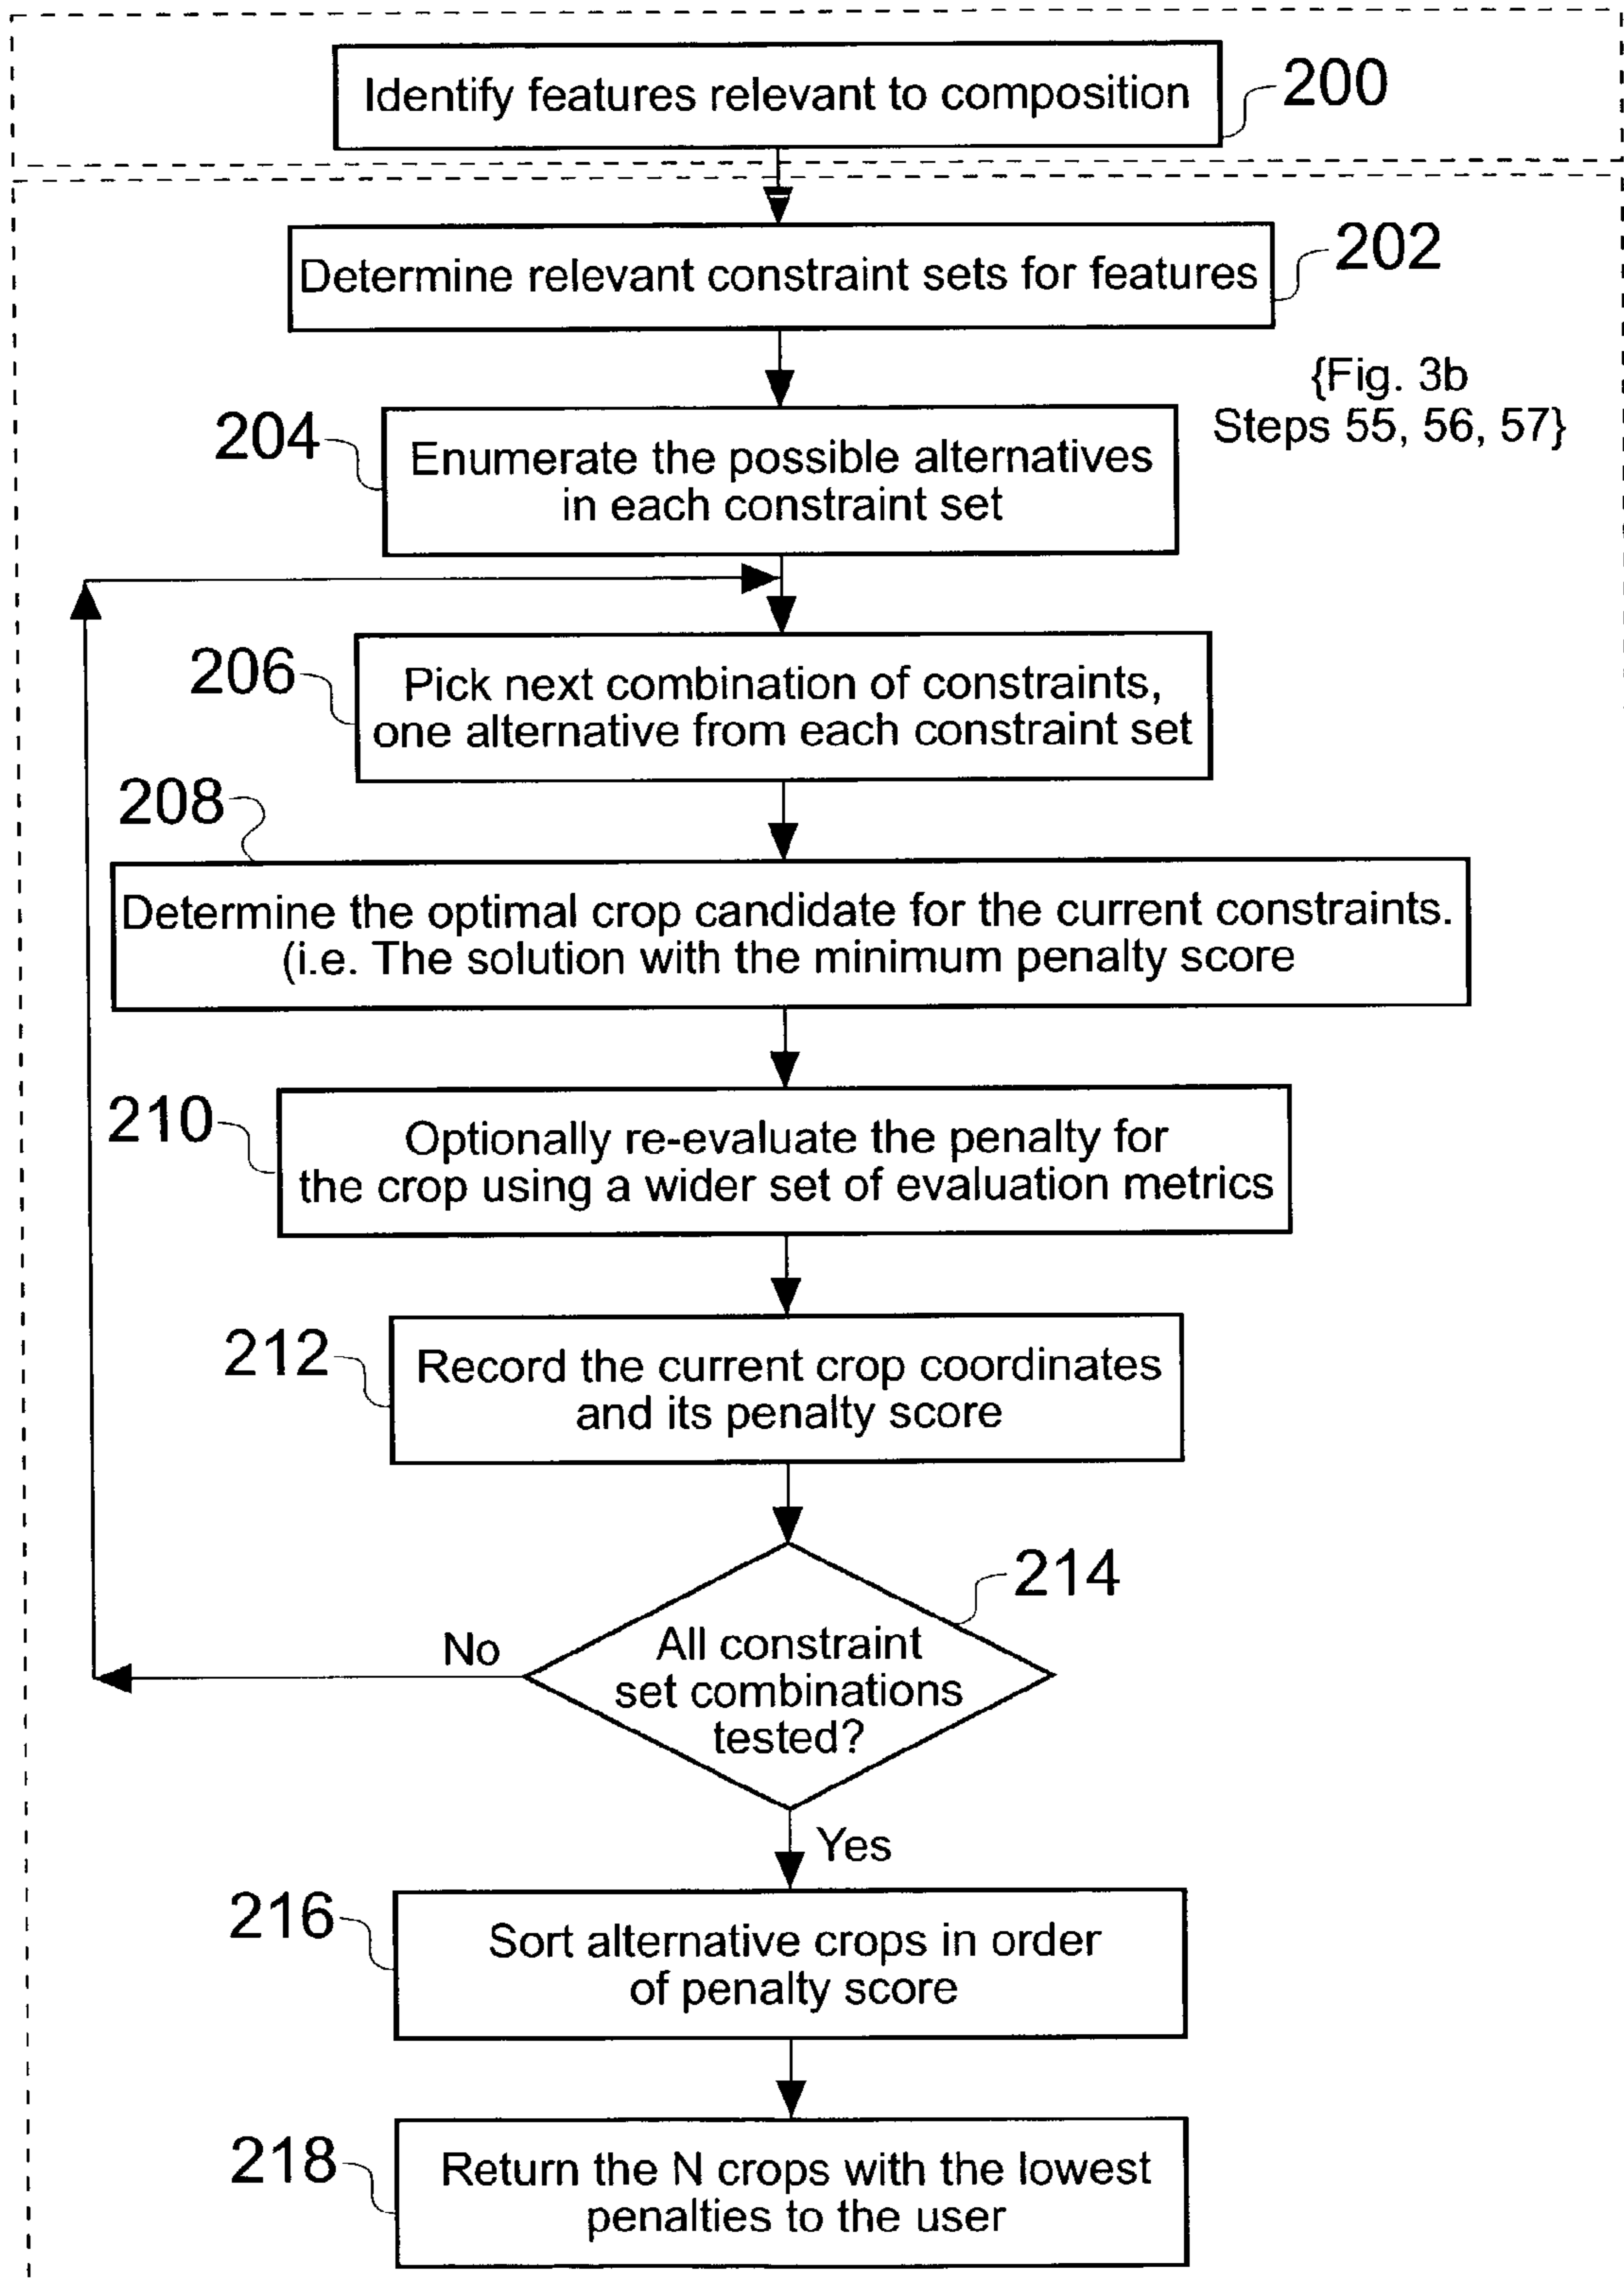 Identify features relevant to composition
200
Determine relevant constraint sets for features
202
{Fig. 3b
Steps 55, 56, 57}
204
Enumerate the possible alternatives
in each constraint set
206
Pick next combination of constraints,
one alternative from each constraint set
208
Determine the optimal crop candidate for the current constraints.
(i.e. The solution with the minimum penalty score
210
Optionally re-evaluate the penalty for
the crop using a wider set of evaluation metrics
212
Record the current crop coordinates
and its penalty score
214
No
All constraint
set combinations
tested?
Yes
216
Sort alternative crops in order
of penalty score
218
Return the N crops with the lowest
penalties to the user